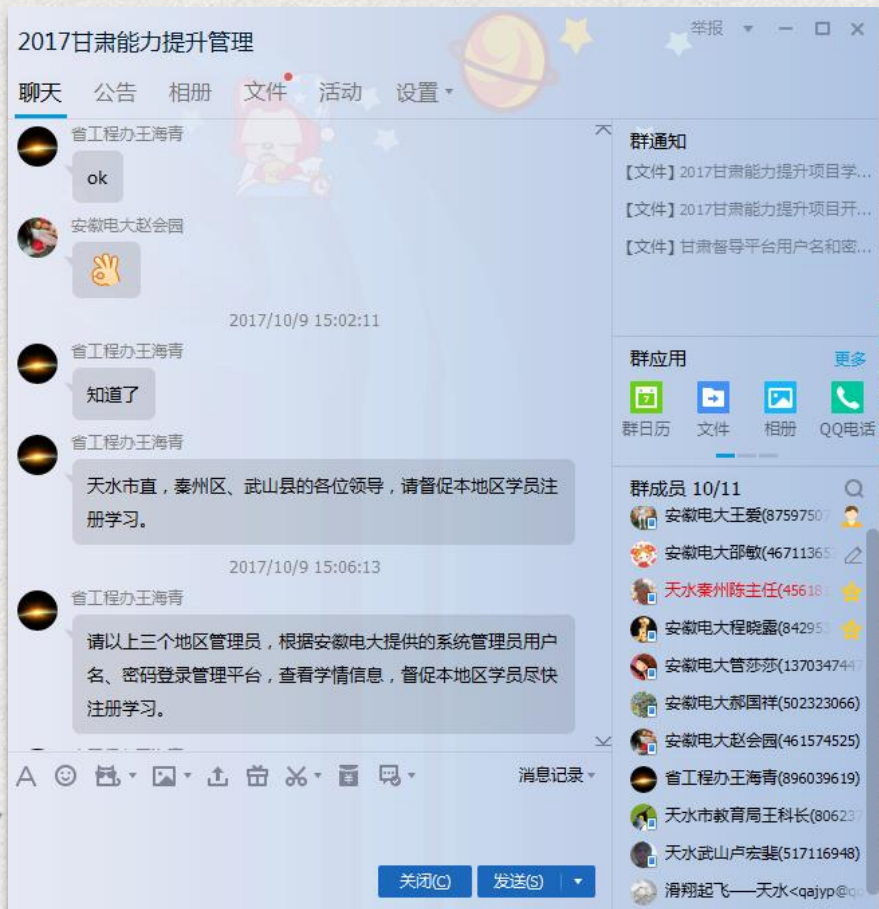 2017甘肃能力提升管理
举报
聊天 公告 相册 文件 活动 设置
省工程办王海青
ok
安徽电大赵会园
2017/10/9 15:02:11
省工程办王海青
知道了
省工程办王海青
天水市直，秦州区、武山县的各位领导，请督促本地区学员注
册学习。
2017/10/9 15:06:13
省工程办王海青
请以上三个地区管理员，根据安徽电大提供的系统管理员用户
名、密码登录管理平台，查看学情信息，督促本地区学员尽快
注册学习。
消息记录
关闭(C) 发送(S)
群通知
【文件】2017甘肃能力提升项目学...
【文件】2017甘肃能力提升项目开...
【文件】甘肃督导平台用户名和密...
群应用 更多
7
群日历 文件 相册 QQ电话
群成员 10/11
安徽电大王爱(87597507
安徽电大邵敏(46711365
天水秦州陈主任(45618
安徽电大程晓露(84295
安徽电大管莎莎(1370347447
安徽电大郝国祥(502323066)
安徽电大赵会园(461574525)
省工程办王海青(896039619)
天水市教育局王科长(806237
天水武山卢宏斐(517116948)
滑翔起飞——天水<qajyp@q